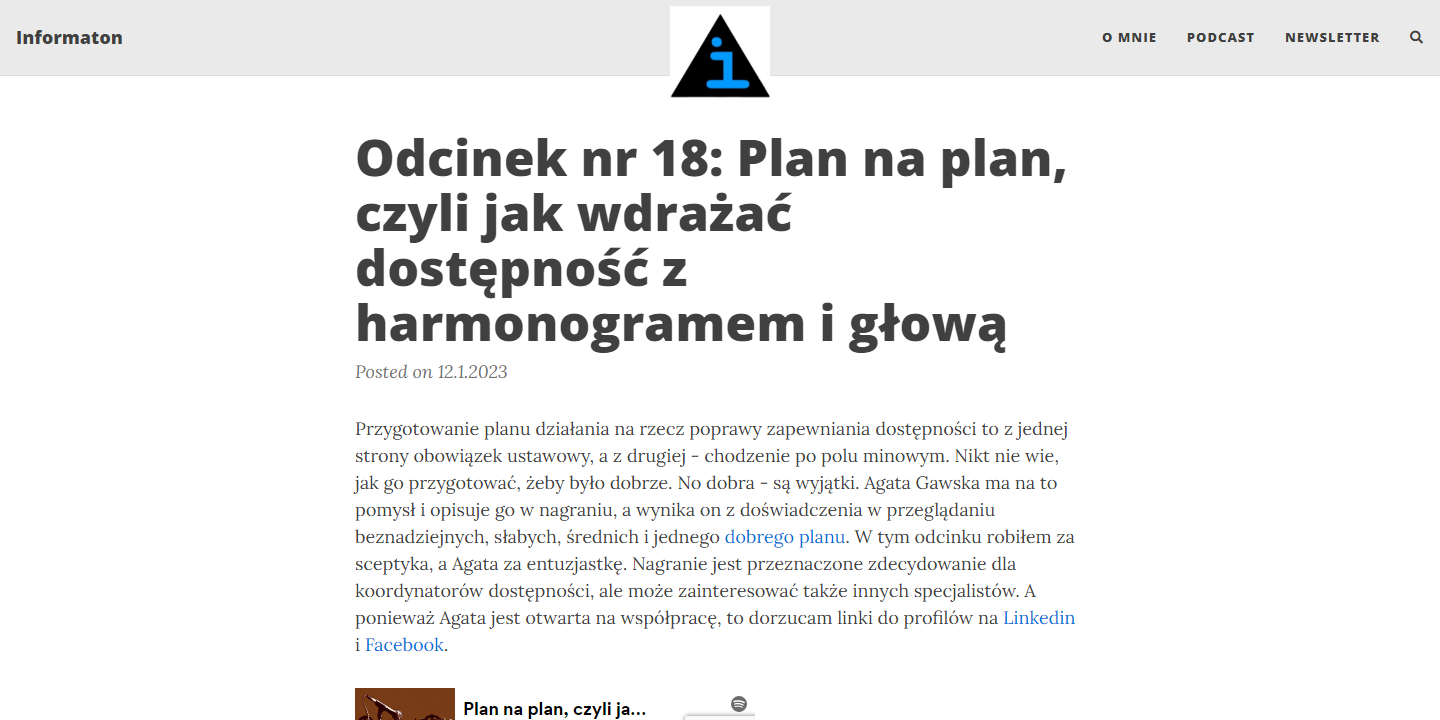 Informaton
i
O MNIE PODCAST NEWSLETTER
Odcinek nr 18: Plan na plan,
czyli jak wdrażać
dostępność z
harmonogramem i głową
Posted on 12.1.2023
Przygotowanie planu działania na rzecz poprawy zapewniania dostępności to z jednej
strony obowiązek ustawowy, a z drugiej - chodzenie po polu minowym. Nikt nie wie,
jak go przygotować, żeby było dobrze. No dobra - są wyjątki. Agata Gawska ma na to
pomysł i opisuje go w nagraniu, a wynika on z doświadczenia w przeglądaniu
beznadziejnych, słabych, średnich i jednego dobrego planu. W tym odcinku robiłem za
sceptyka, a Agata za entuzjastkę. Nagranie jest przeznaczone zdecydowanie dla
koordynatorów dostępności, ale może zainteresować także innych specjalistów. A
ponieważ Agata jest otwarta na współpracę, to dorzucam linki do profilów na Linkedin
i Facebook.
Plan na plan, czyli ja...